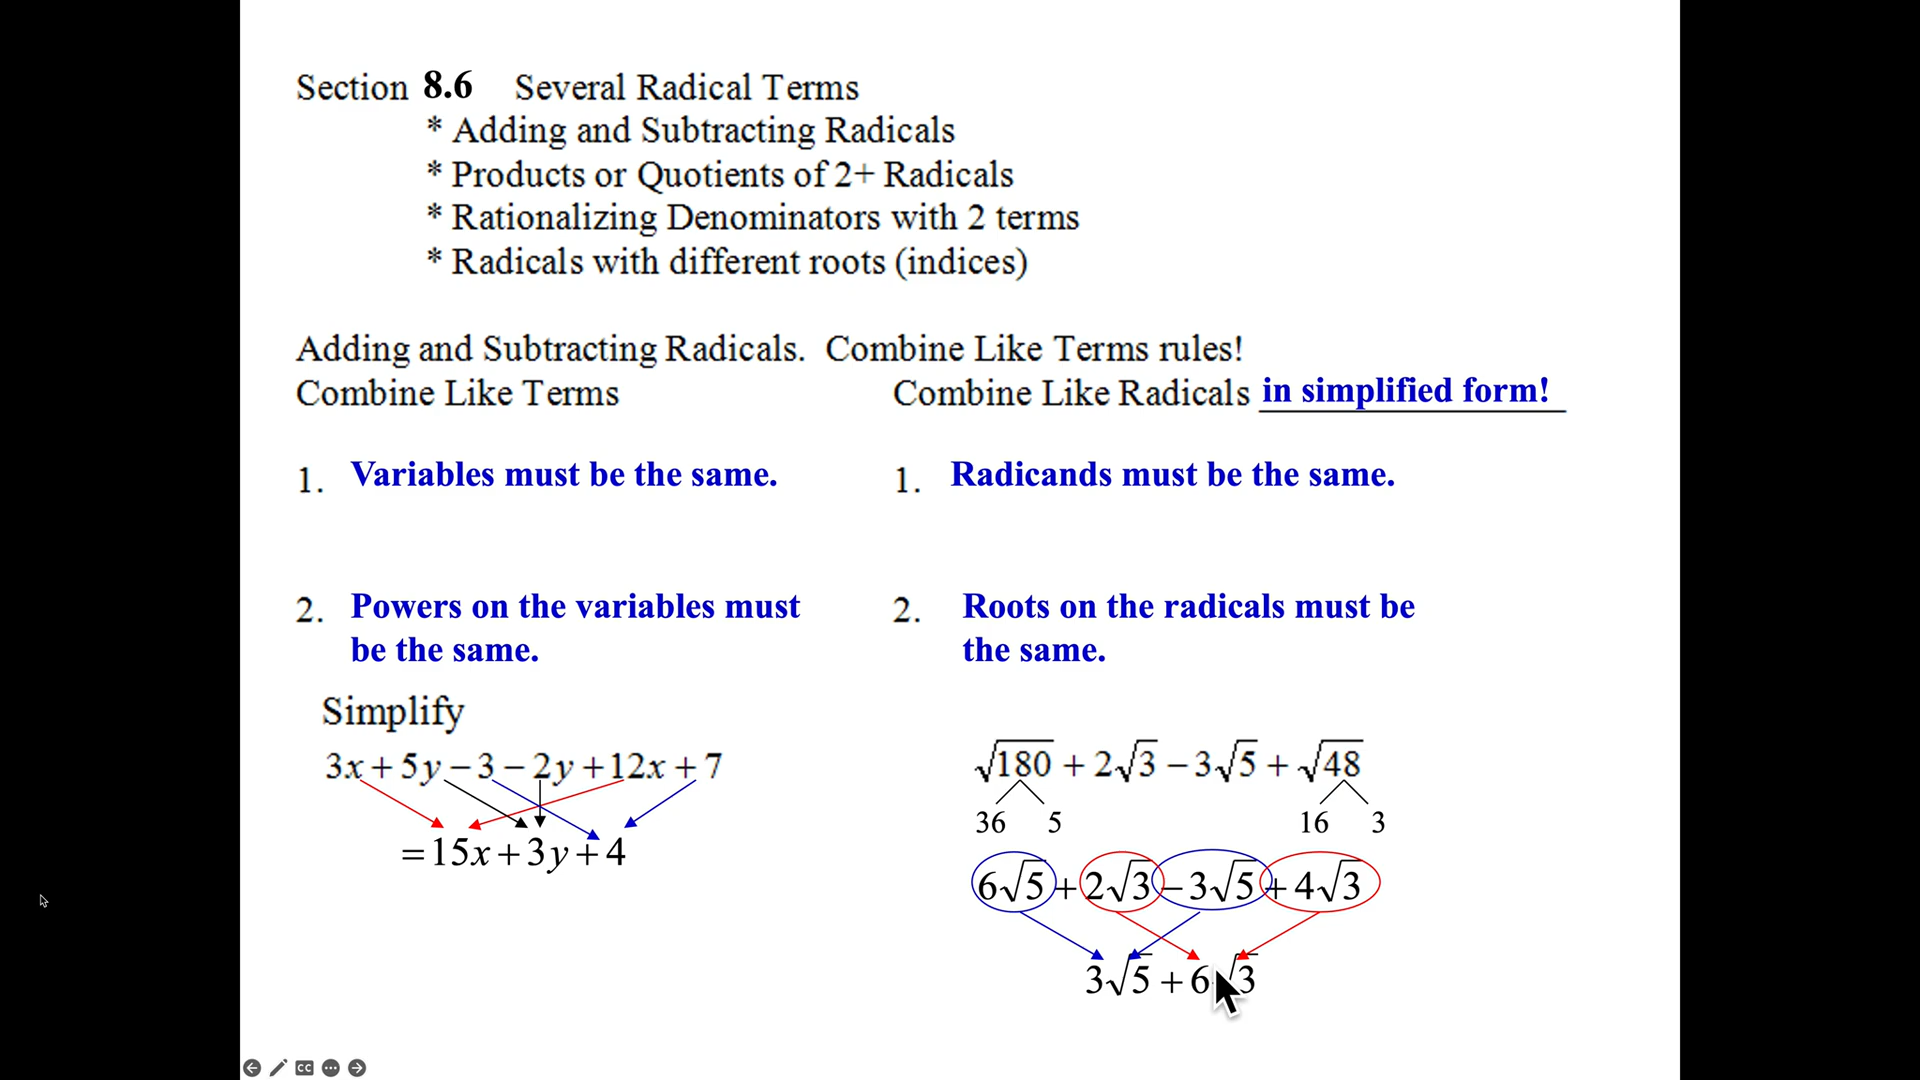 Section 8.6 Several Radical Terms
* Adding and Subtracting Radicals
* Products or Quotients of 2+ Radicals
* Rationalizing Denominators with 2 terms
* Radicals with different roots (indices)
Adding and Subtracting Radicals. Combine Like Terms rules!
Combine Like Terms
1. Variables must be the same.
2. Powers on the variables must
be the same.
Combine Like Radicals in simplified form!
1. Radicands must be the same.
2. Roots on the radicals must be
the same.
Simplify
3x + 5y − 3 − 2y + 12x + 7
= 15x + 3y + 4
√180 + 2√3 − 3√5 + √48
36 5 16 3
6√5 + 2√3 − 3√5 + 4√3
3√5 + 6√3
CC